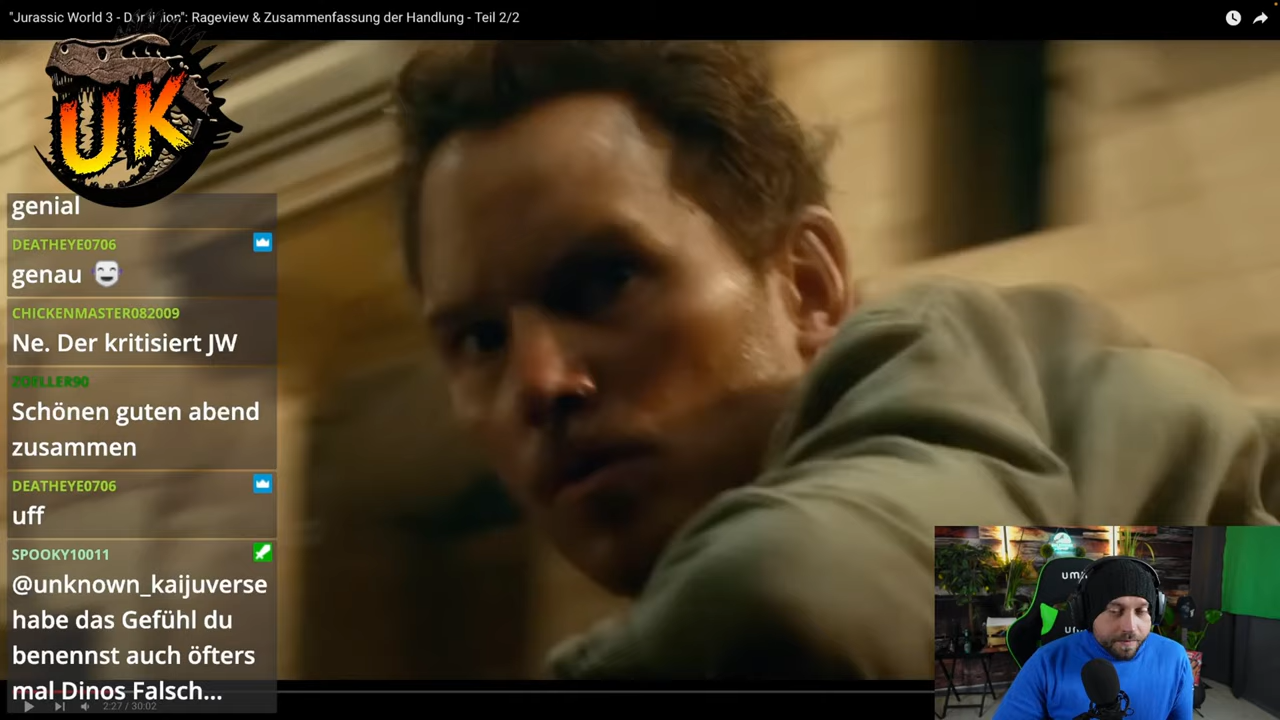 "Jurassic World 3 - Dominion": Rageview & Zusammenfassung der Handlung - Teil 2/2
UK
genial
DEATHEYE0706
genau
CHICKENMASTER082009
Ne. Der kritisiert JW
ZOELLER90
Schönen guten abend
zusammen
DEATHEYE0706
uff
SPOOKY10011
@unknown_kaijuverse
habe das Gefühl du
benennst auch öfters
mal Dinos Falsch...
2:27 / 30:02